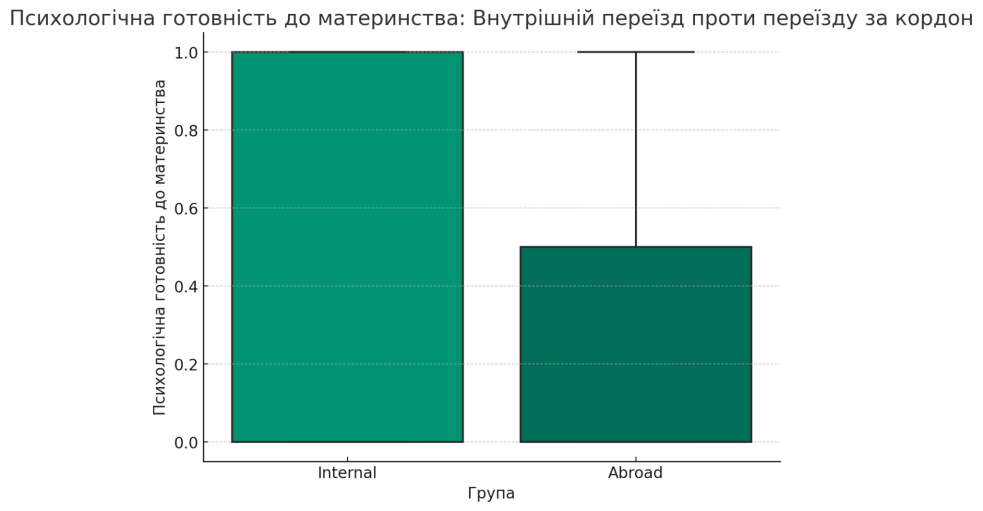 Психологічна готовність до материнства: Внутрішній переїзд проти переїзду за кордон
Психологічна готовність до материнства
1.0
0.8
0.6
0.4
0.2
0.0
Internal
Abroad
Група